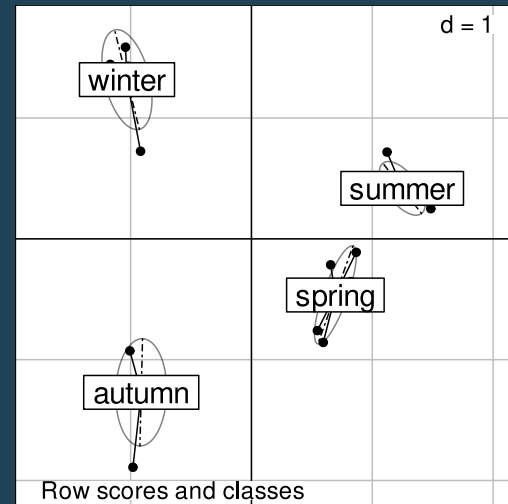 d = 1
winter
summer
spring
autumn
Row scores and classes